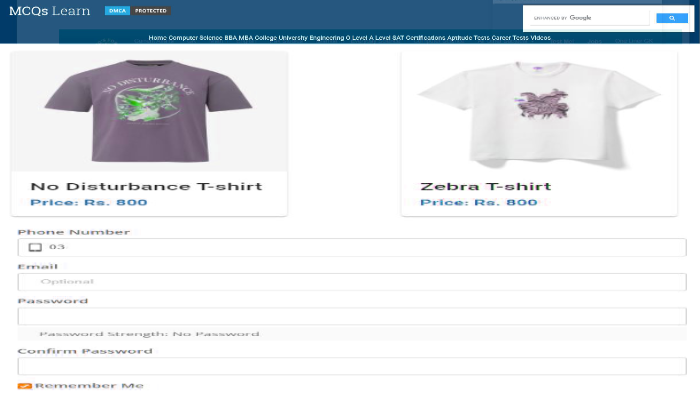 MCQs Learn
DMCA PROTECTED
ENHANCED BY Google
Home Computer Science BBA MBA College University Engineering O Level A Level SAT Certifications Aptitude Tests Career Tests Videos
NO DISTURBANCE
No Disturbance T-shirt
Price: Rs. 800
Zebra T-shirt
Price: Rs. 800
Phone Number
03
Email
Optional
Password
Password Strength: No Password
Confirm Password
Remember Me